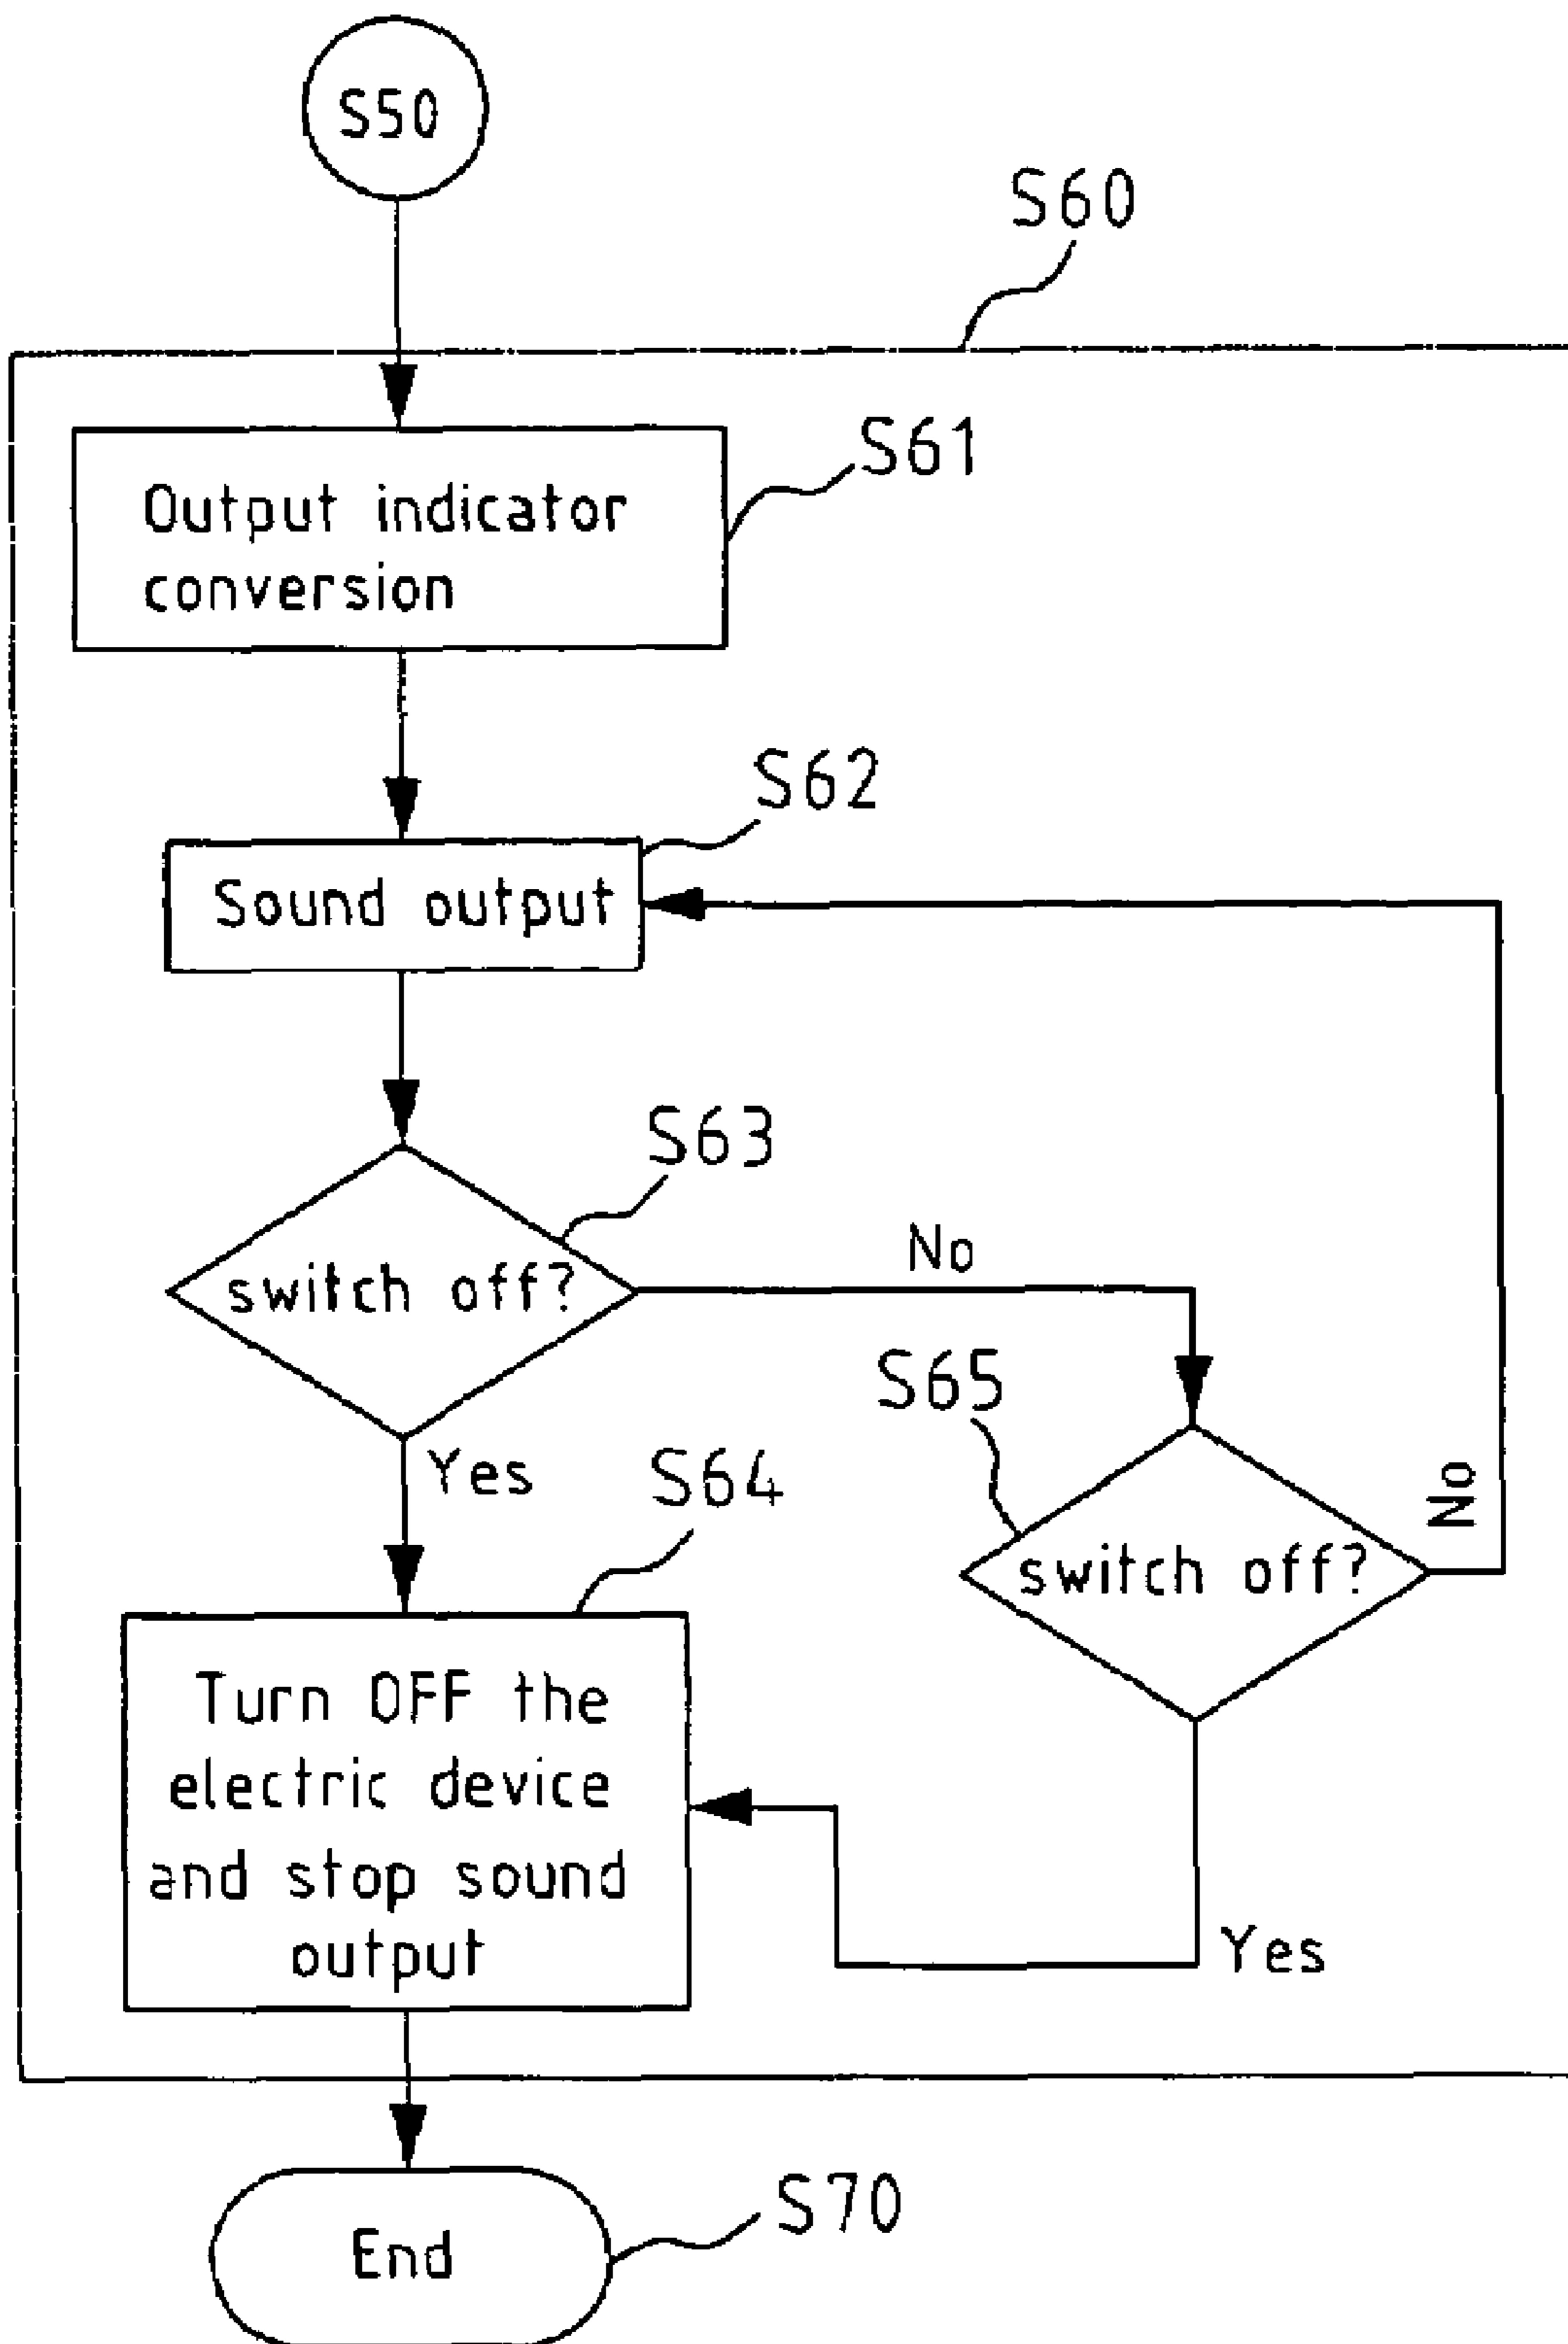 S50
S60
S61
Output indicator
conversion
S62
Sound output
S63
switch off?
No
S65
Yes
S64
switch off?
No
Turn OFF the
electric device
and stop sound
output
Yes
End
S70